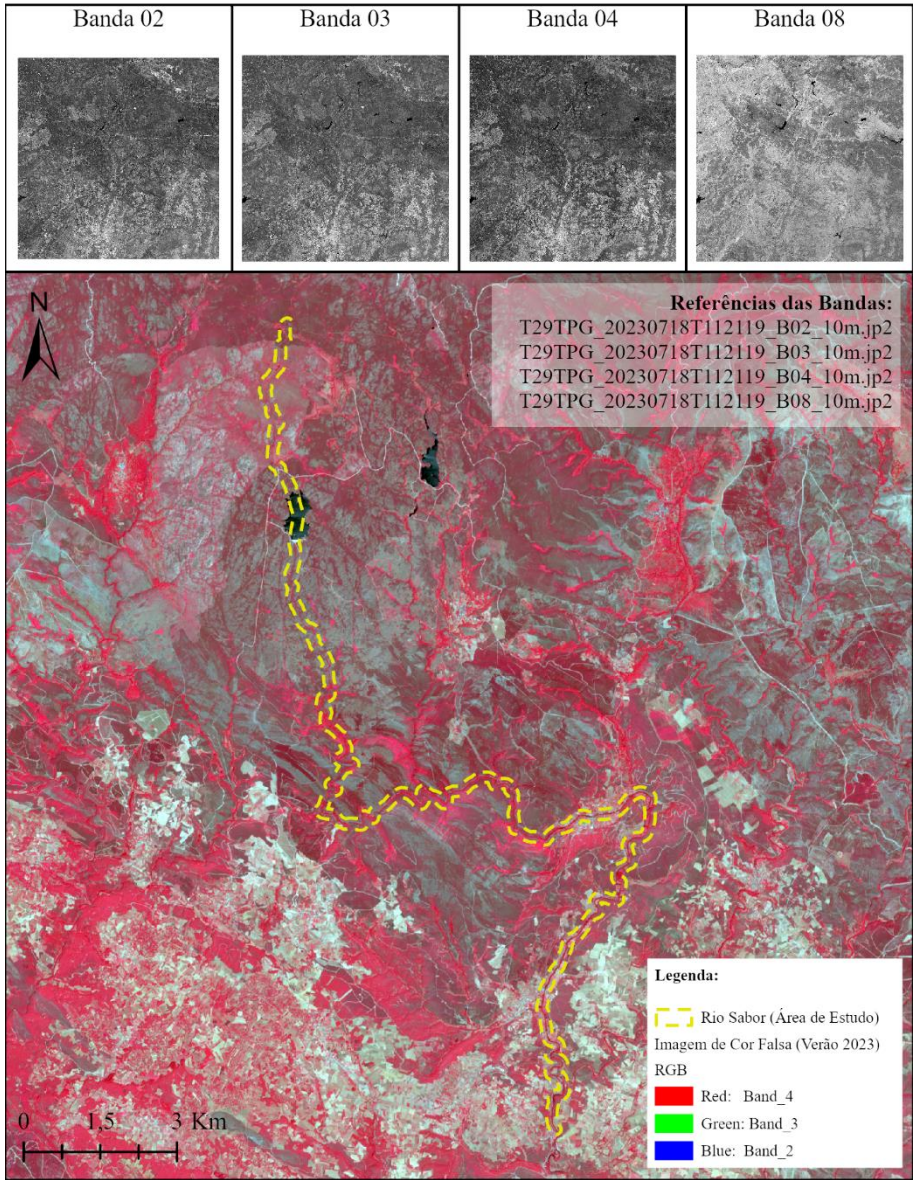 Banda 02
Banda 03
Banda 04
Banda 08
N
Referências das Bandas:
T29TPG_20230718T112119_B02_10m.jp2
T29TPG_20230718T112119_B03_10m.jp2
T29TPG_20230718T112119_B04_10m.jp2
T29TPG_20230718T112119_B08_10m.jp2
Legenda:
Rio Sabor (Área de Estudo)
Imagem de Cor Falsa (Verão 2023)
RGB
Red: Band_4
Green: Band_3
Blue: Band_2
0 1,5 3 Km